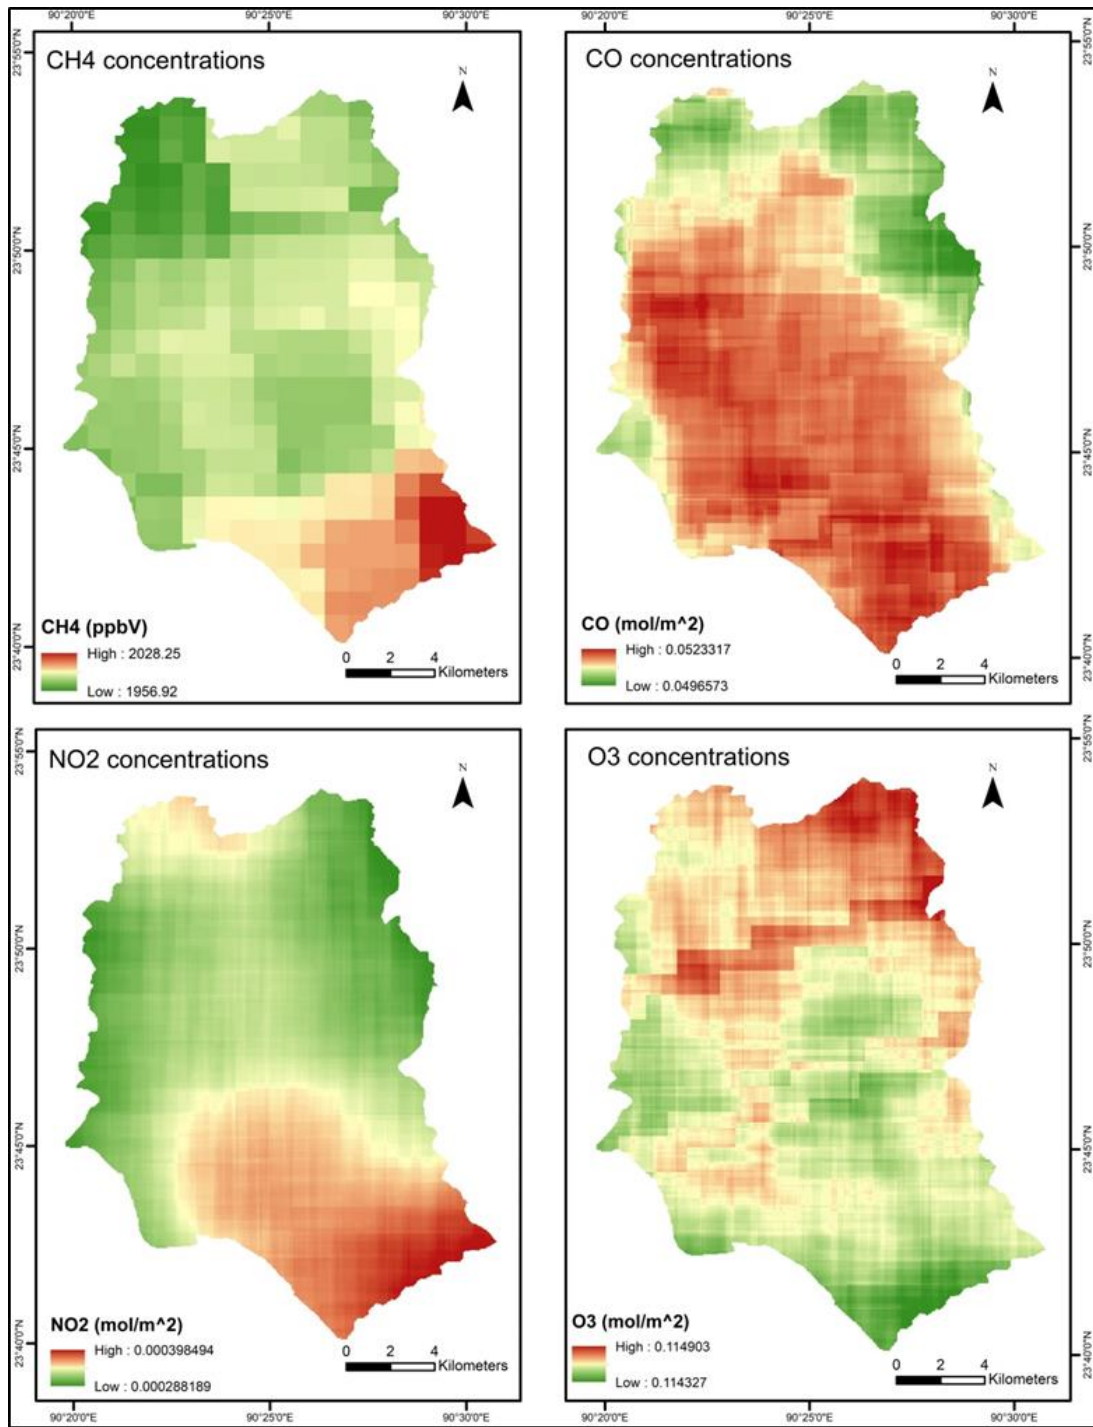 90°20'0"E 90°25'0"E 90°30'0"E
90°20'0"E 90°25'0"E 90°30'0"E
CH4 concentrations
N
23°55'0"N
23°50'0"N
23°45'0"N
23°40'0"N
CH4 (ppbV)
High : 2028.25
Low : 1956.92
0 2 4
Kilometers
CO concentrations
N
23°55'0"N
23°50'0"N
23°45'0"N
23°40'0"N
CO (mol/m^2)
High : 0.0523317
Low : 0.0496573
0 2 4
Kilometers
NO2 concentrations
N
23°55'0"N
23°50'0"N
23°45'0"N
23°40'0"N
NO2 (mol/m^2)
High : 0.000398494
Low : 0.000288189
0 2 4
Kilometers
O3 concentrations
N
23°55'0"N
23°50'0"N
23°45'0"N
23°40'0"N
O3 (mol/m^2)
High : 0.114903
Low : 0.114327
0 2 4
Kilometers
90°20'0"E 90°25'0"E 90°30'0"E
90°20'0"E 90°25'0"E 90°30'0"E